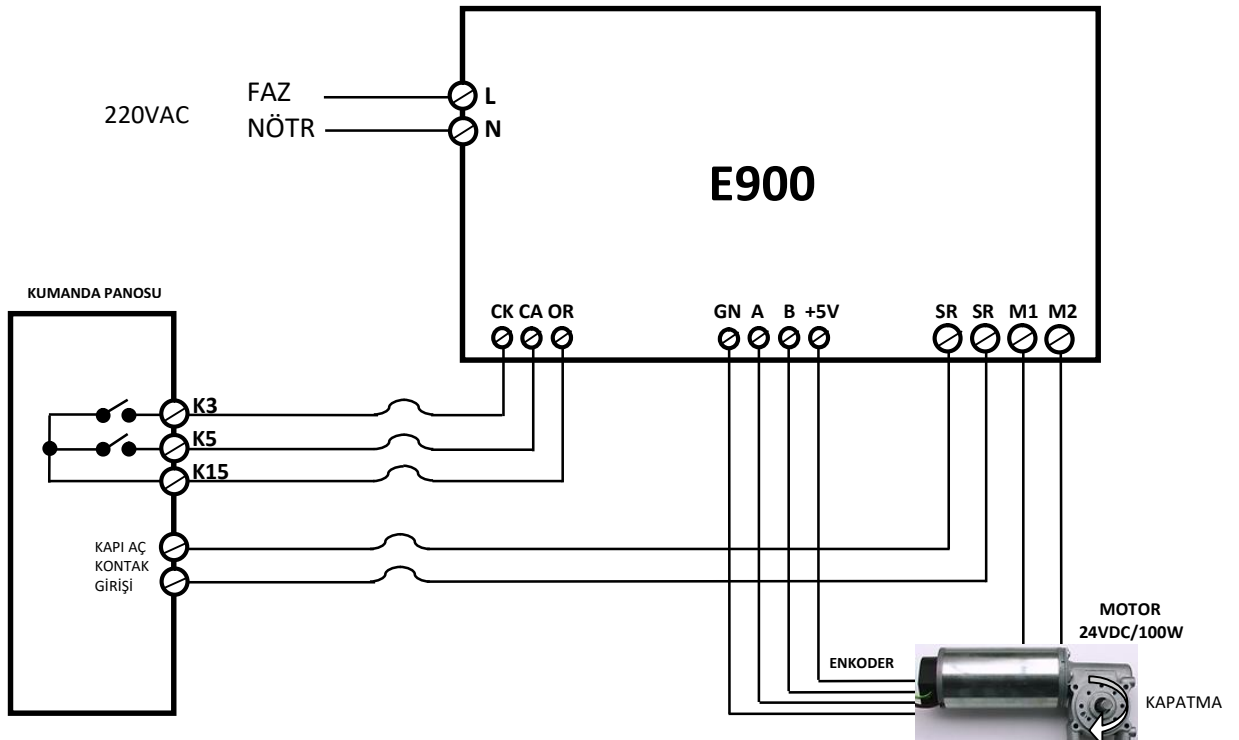 FAZ
L
220VAC
NÖTR
N
E900
KUMANDA PANOSU
CK CA OR
GN A B +5V
SR SR M1 M2
K3
K5
K15
KAPI AÇ
KONTAK
GİRİŞİ
MOTOR
24VDC/100W
ENKODER
KAPATMA